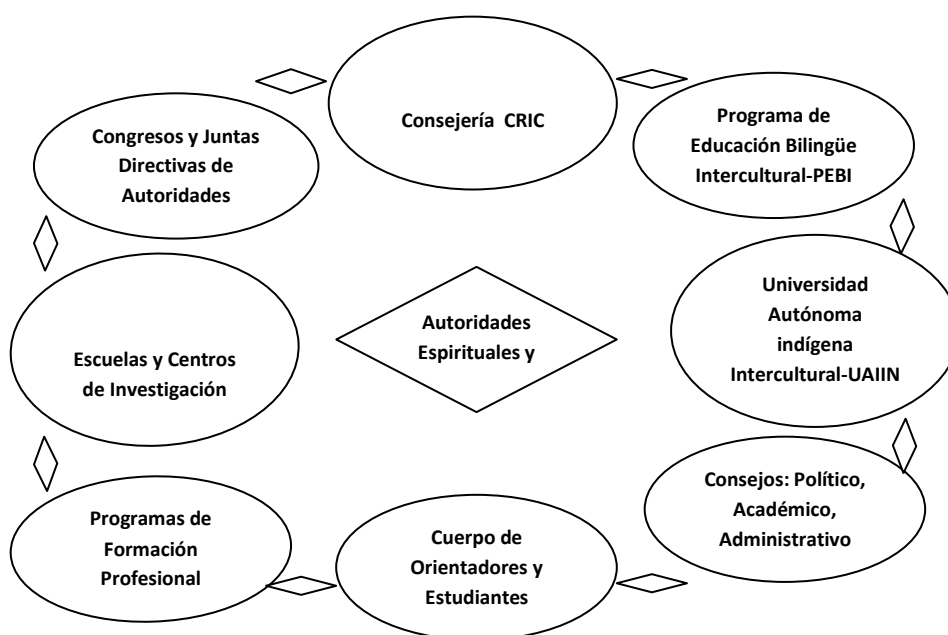 Consejería CRIC
Programa de
Educación Bilingüe
Intercultural-PEBI
Congresos y Juntas
Directivas de
Autoridades
Universidad
Autónoma
indígena
Intercultural-UAIIN
Autoridades
Espirituales y
Escuelas y Centros
de Investigación
Consejos: Político,
Académico,
Administrativo
Programas de
Formación
Profesional
Cuerpo de
Orientadores y
Estudiantes